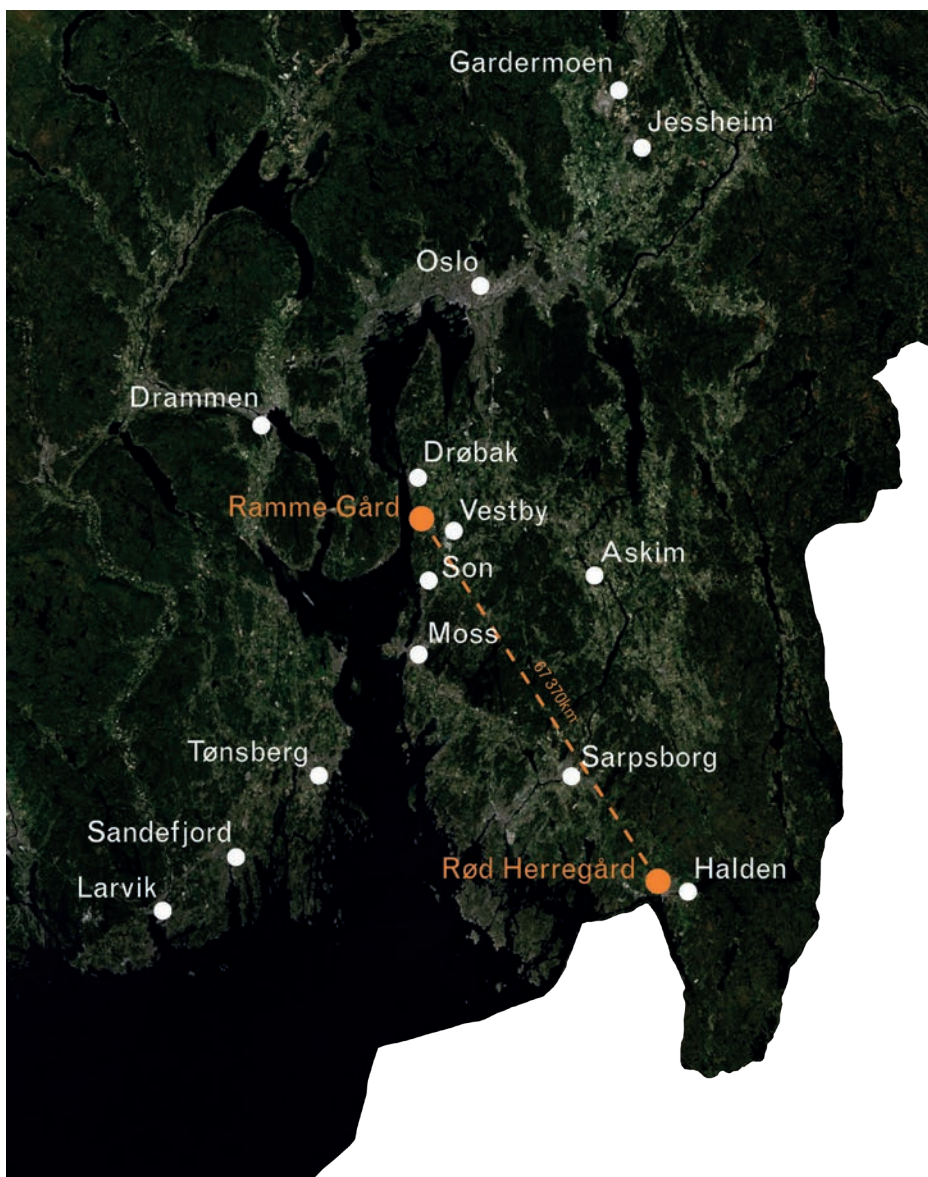 Gardermoen
Jessheim
Oslo
Drammen
Drøbak
Ramme Gård
Vestby
Askim
Son
Moss
67 370km
Tønsberg
Sarpsborg
Sandefjord
Rød Herregård
Halden
Larvik